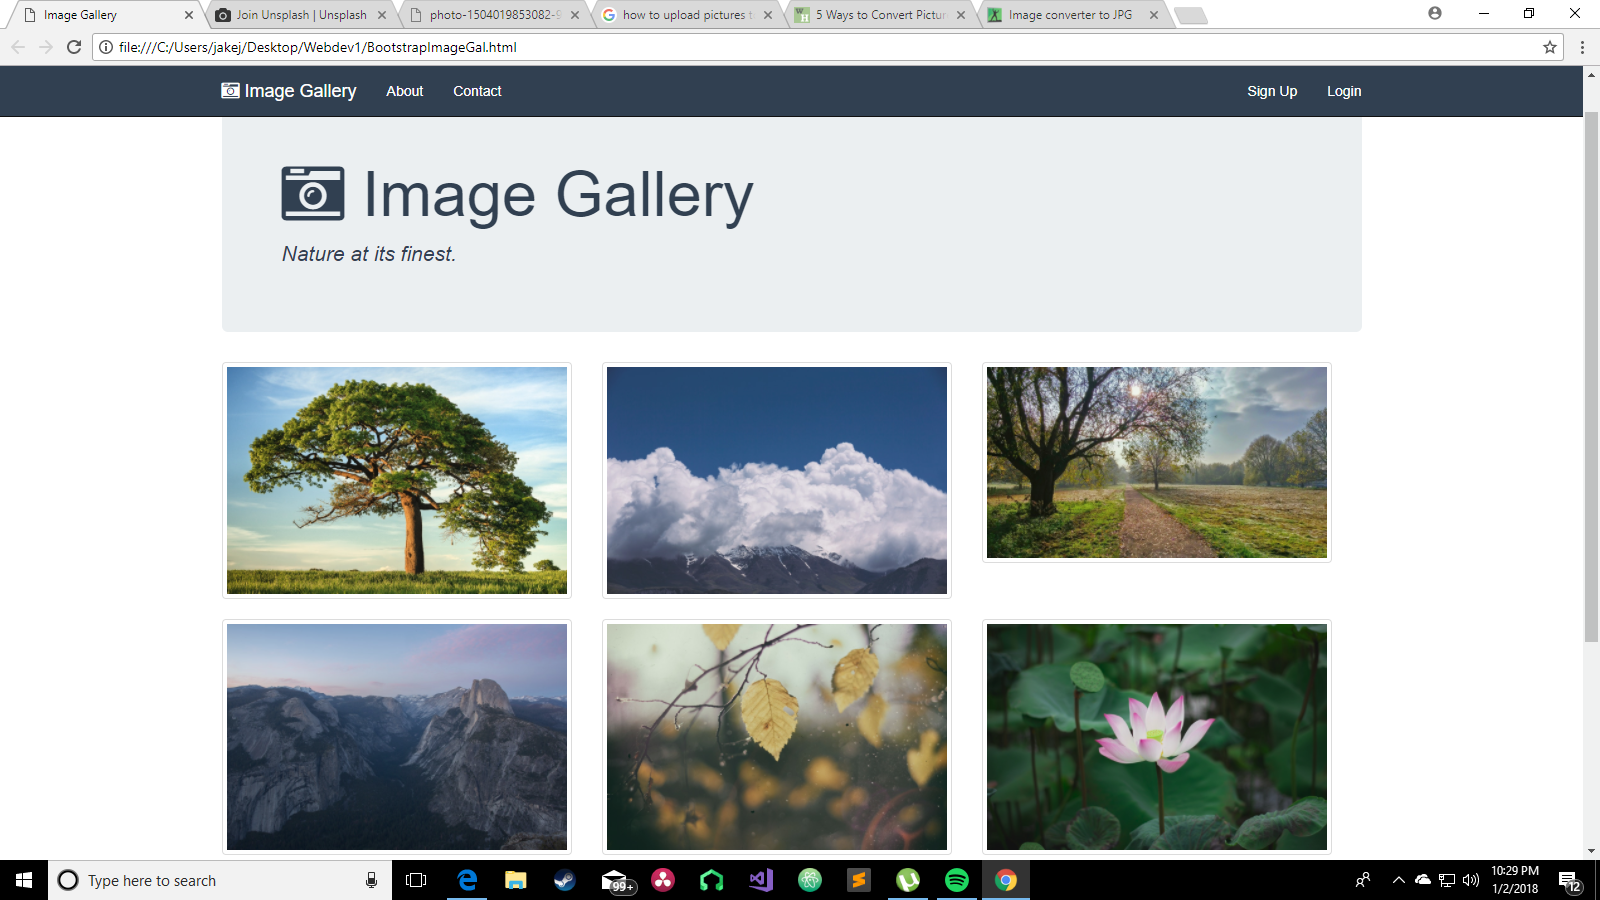 Image Gallery
Join Unsplash | Unsplash
photo-1504019853082-9
how to upload pictures t
5 Ways to Convert Pictur
Image converter to JPG
file:///C:/Users/jakej/Desktop/Webdev1/BootstrapImageGal.html
Image Gallery About Contact Sign Up Login
Image Gallery
Nature at its finest.
Type here to search
99+
10:29 PM
1/2/2018
12